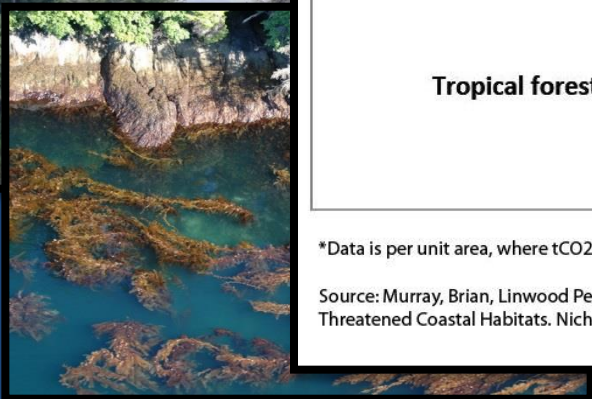 Tropical forest
*Data is per unit area, where tCO2
Source: Murray, Brian, Linwood Pe
Threatened Coastal Habitats. Nich